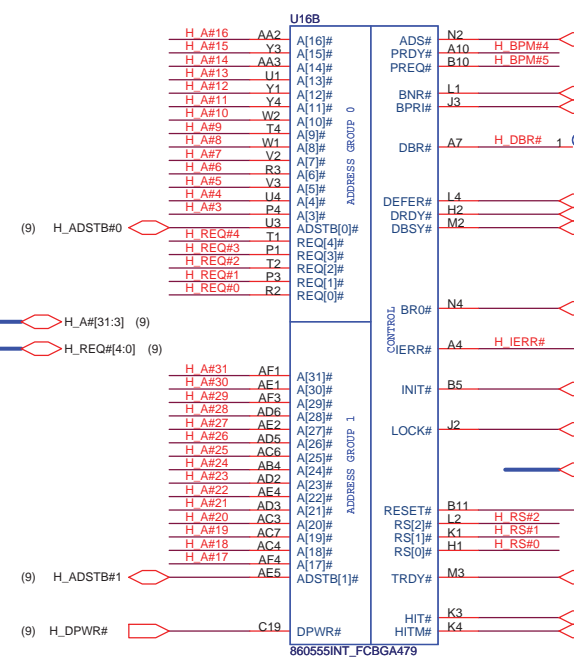 U16B
H_A#16 AA2 A[16]# ADS# N2
H_A#15 Y3 A[15]# PRDY# A10 H_BPM#4
H_A#14 AA3 A[14]# PREQ# B10 H_BPM#5
H_A#13 U1 A[13]#
H_A#12 Y1 A[12]# BNR# L1
H_A#11 Y4 A[11]# BPRI# J3
H_A#10 W2 A[10]#
H_A#9 T4 A[9]#
H_A#8 W1 A[8]# DBR# A7 H_DBR# 1
H_A#7 V2 A[7]#
H_A#6 R3 A[6]#
H_A#5 V3 A[5]#
H_A#4 U4 A[4]# DEFER# L4
H_A#3 P4 A[3]# DRDY# H2
(9) H_ADSTB#0 U3 ADSTB[0]# DBSY# M2
H_REQ#4 T1 REQ[4]#
H_REQ#3 P1 REQ[3]#
H_REQ#2 T2 REQ[2]#
H_REQ#1 P3 REQ[1]#
H_REQ#0 R2 REQ[0]#
ADDRESS GROUP 0
BR0# N4
H_A#[31:3] (9)
CONTROL
H_REQ#[4:0] (9)
IERR# A4 H_IERR#
H_A#31 AF1 A[31]#
H_A#30 AE1 A[30]# INIT# B5
H_A#29 AF3 A[29]#
H_A#28 AD6 A[28]#
H_A#27 AE2 A[27]# LOCK# J2
H_A#26 AD5 A[26]#
H_A#25 AC6 A[25]#
H_A#24 AB4 A[24]#
H_A#23 AD2 A[23]#
H_A#22 AE4 A[22]#
H_A#21 AD3 A[21]# RESET# B11
H_A#20 AC3 A[20]# RS[2]# L2 H_RS#2
H_A#19 AC7 A[19]# RS[1]# K1 H_RS#1
H_A#18 AC4 A[18]# RS[0]# H1 H_RS#0
H_A#17 AF4 A[17]#
(9) H_ADSTB#1 AE5 ADSTB[1]# TRDY# M3
ADDRESS GROUP 1
HIT# K3
(9) H_DPWR# C19 DPWR# HITM# K4
860555INT_FCBGA479